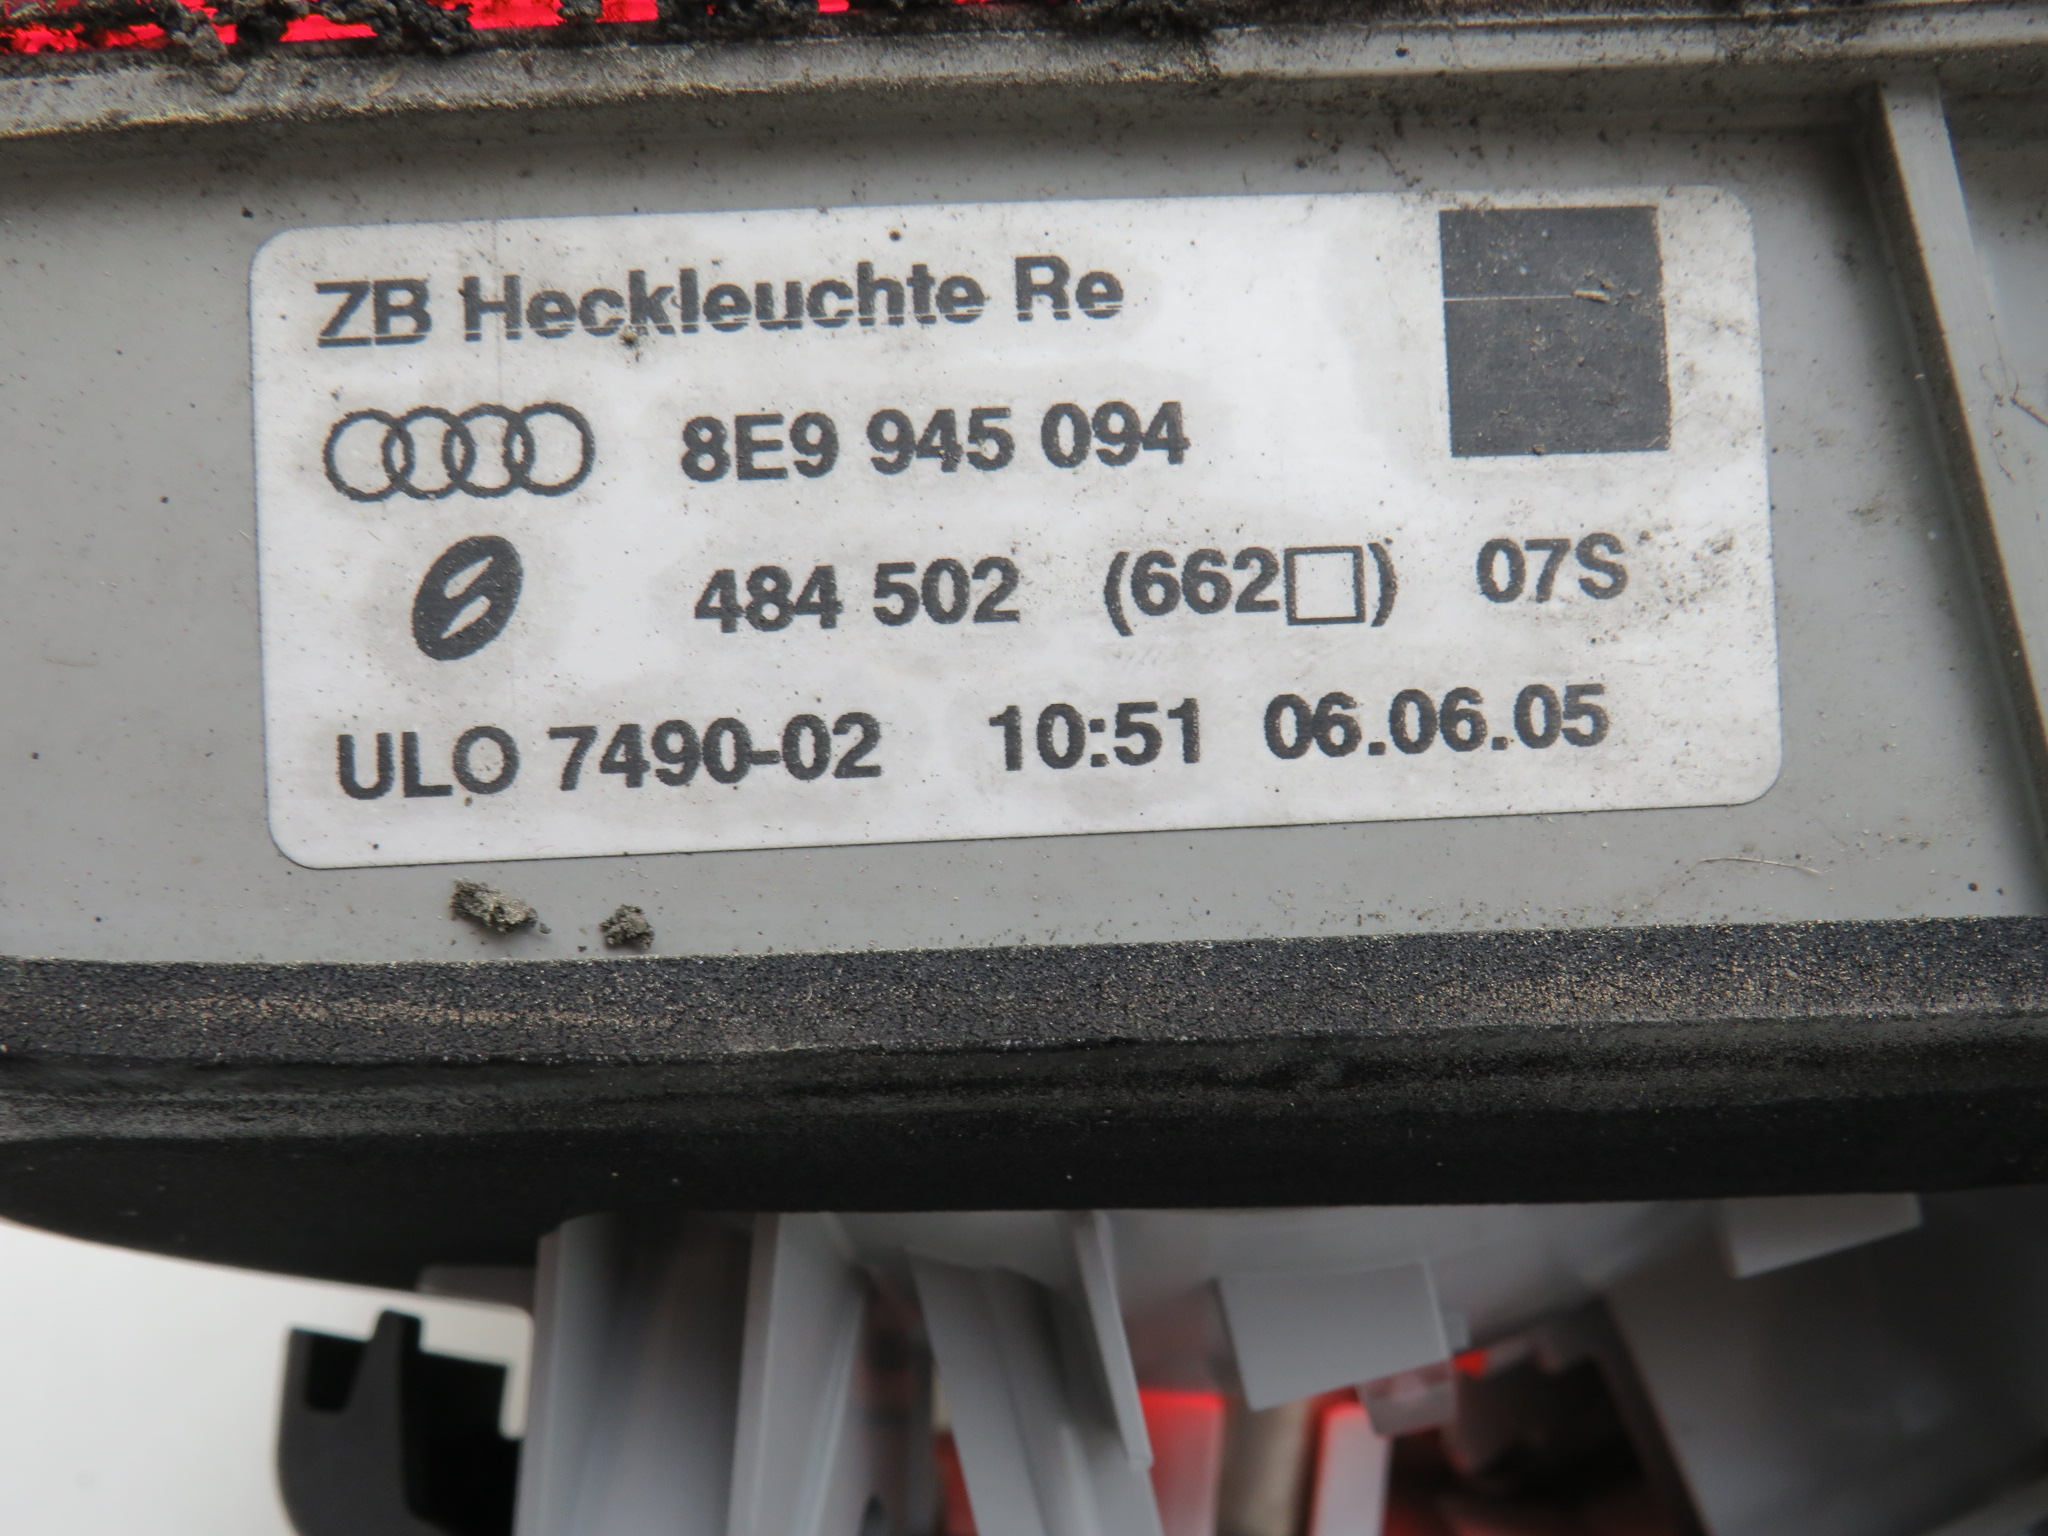 ZB Heckleuchte Re
8E9 945 094
484 502 (662□) 07S
ULO 7490-02 10:51 06.06.05